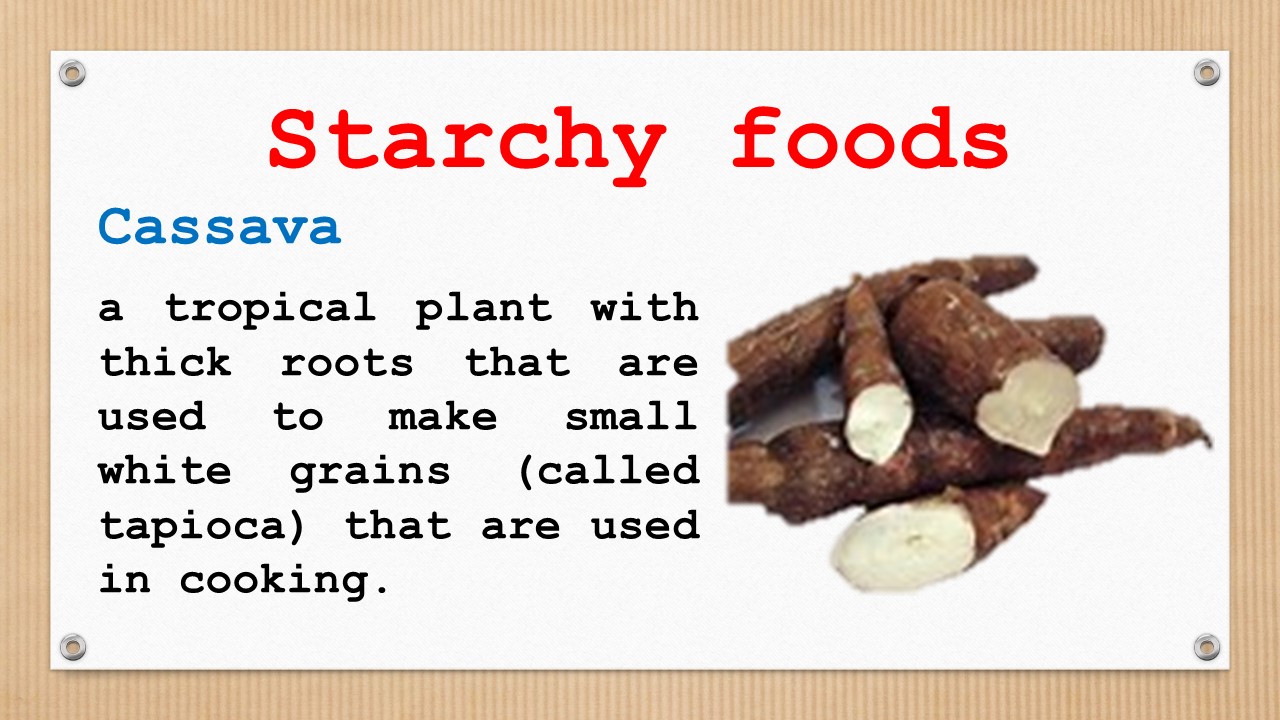 Starchy foods
Cassava
a tropical plant with
thick roots that are
used to make small
white grains (called
tapioca) that are used
in cooking.